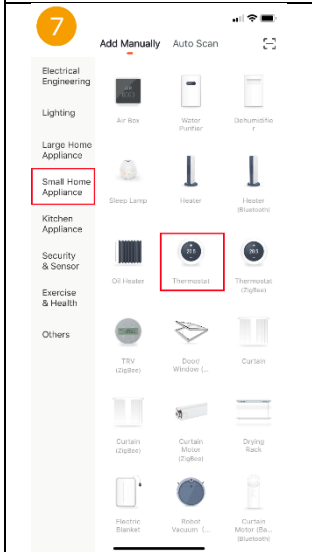 7
Add Manually Auto Scan
Electrical
Engineering
Lighting
Large Home
Appliance
Small Home
Appliance
Kitchen
Appliance
Security
& Sensor
Exercise
& Health
Others
Air Box
Water
Purifier
Dehumidifie
r
Sleep Lamp
Heater
Heater
(Bluetooth)
Oil Heater
Thermostat
Thermostat
(ZigBee)
TRV
(ZigBee)
Door/
Window (...
Curtain
Curtain
(ZigBee)
Curtain
Motor
(ZigBee)
Drying
Rack
Electric
Blanket
Robot
Vacuum (...
Curtain
Motor (Ba...
(Bluetooth)